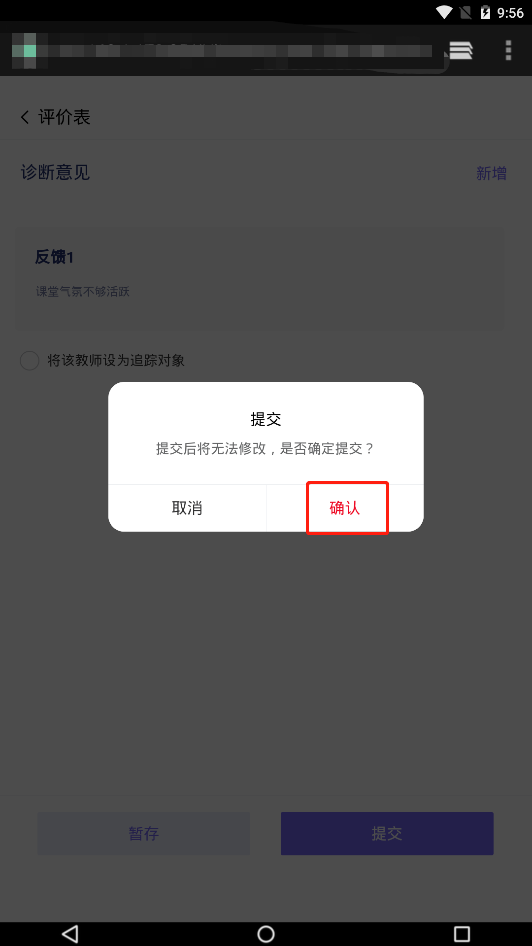 9:56
评价表
诊断意见
新增
反馈1
课堂气氛不够活跃
将该教师设为追踪对象
提交
提交后将无法修改，是否确定提交？
取消
确认
暂存
提交